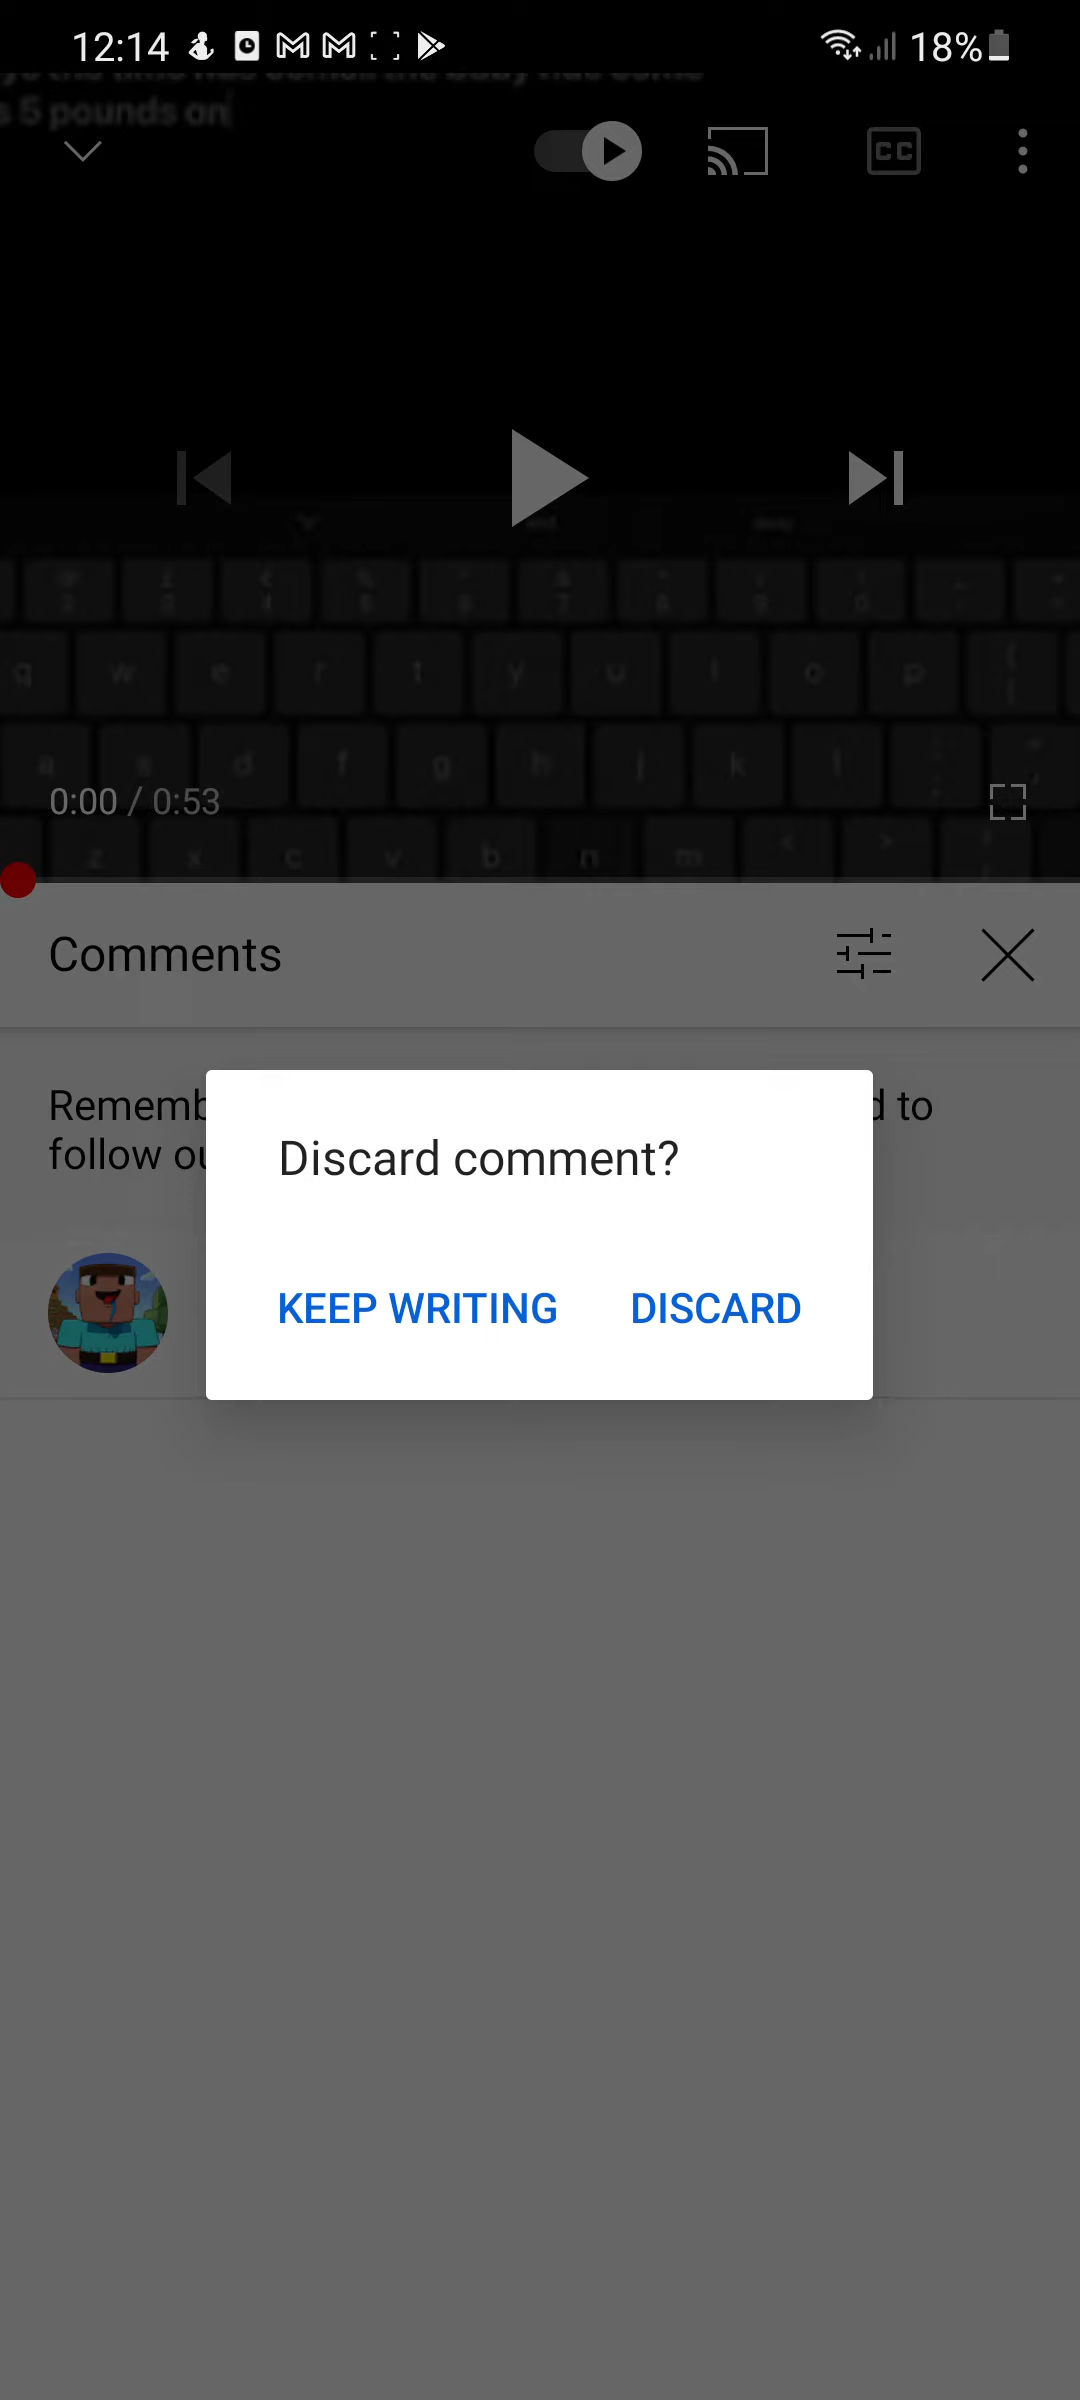 12:14
18%
s 5 pounds on
CC
0:00 / 0:53
q w e r t y u i o p
a s d f g h j k l
z x c v b n m
Comments
Rememb
d to
follow ou
Discard comment?
KEEP WRITING
DISCARD